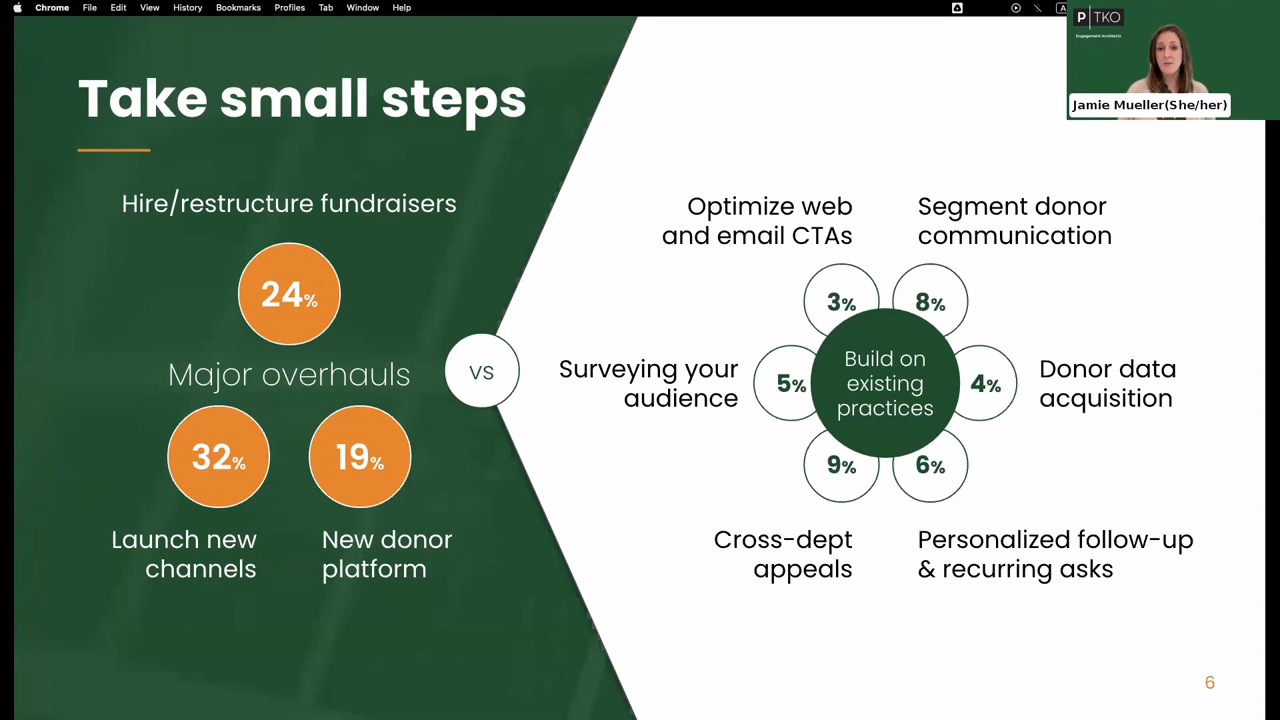 Chrome File Edit View History Bookmarks Profiles Tab Window Help
P TKO
Engagement Architects
Jamie Mueller(She/her)
Take small steps
Hire/restructure fundraisers
24%
Major overhauls
32%
19%
Launch new
channels
New donor
platform
vs
Optimize web
and email CTAs
Segment donor
communication
3%
8%
Surveying your
audience
5%
Build on
existing
practices
4%
Donor data
acquisition
9%
6%
Cross-dept
appeals
Personalized follow-up
& recurring asks
6